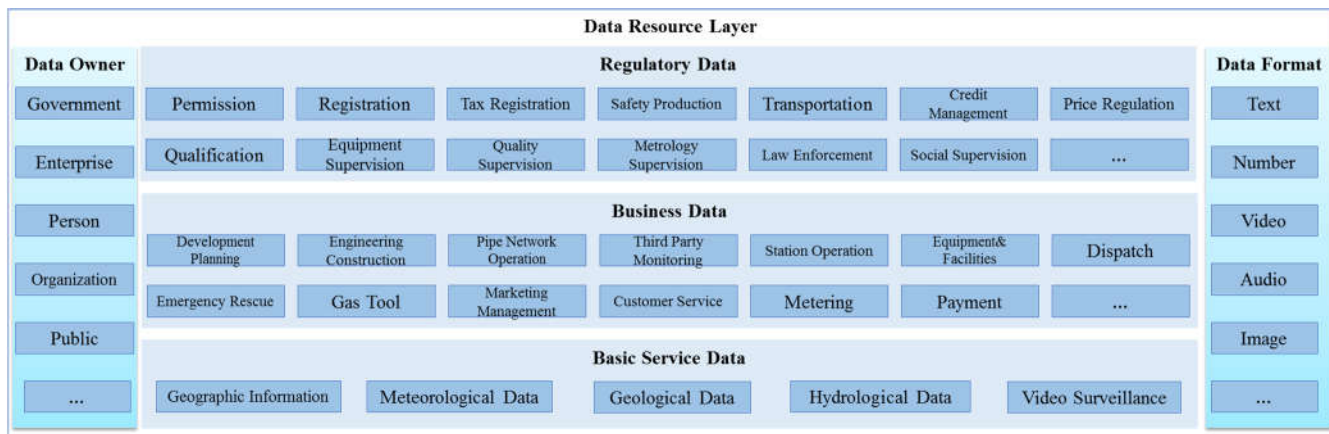 Data Resource Layer
Data Owner
Government
Enterprise
Person
Organization
Public
...
Regulatory Data
Permission
Registration
Tax Registration
Safety Production
Transportation
Credit
Management
Price Regulation
Qualification
Equipment
Supervision
Quality
Supervision
Metrology
Supervision
Law Enforcement
Social Supervision
...
Business Data
Development
Planning
Engineering
Construction
Pipe Network
Operation
Third Party
Monitoring
Station Operation
Equipment&
Facilities
Dispatch
Emergency Rescue
Gas Tool
Marketing
Management
Customer Service
Metering
Payment
...
Basic Service Data
Geographic Information
Meteorological Data
Geological Data
Hydrological Data
Video Surveillance
Data Format
Text
Number
Video
Audio
Image
...